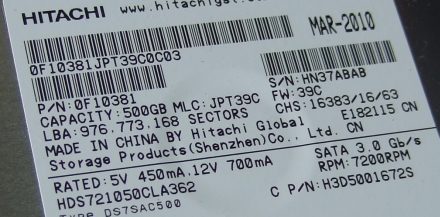 HITACHI www.hitachigst.com
MAR-2010
0F10381JPT39C0C03
S/N: HN37ABAB
P/N: 0F10381 FW: 39C
CAPACITY: 500GB MLC: JPT39C CHS: 16383/16/63
LBA: 976,773,168 SECTORS E182115 CN
MADE IN CHINA BY Hitachi Global
Storage Products(Shenzhen)Co., Ltd. CN
RATED: 5V 450mA,12V 700mA SATA 3.0 Gb/s
RPM: 7200RPM
HDS721050CLA362 C P/N: H3D5001672S
Type DS7SAC500